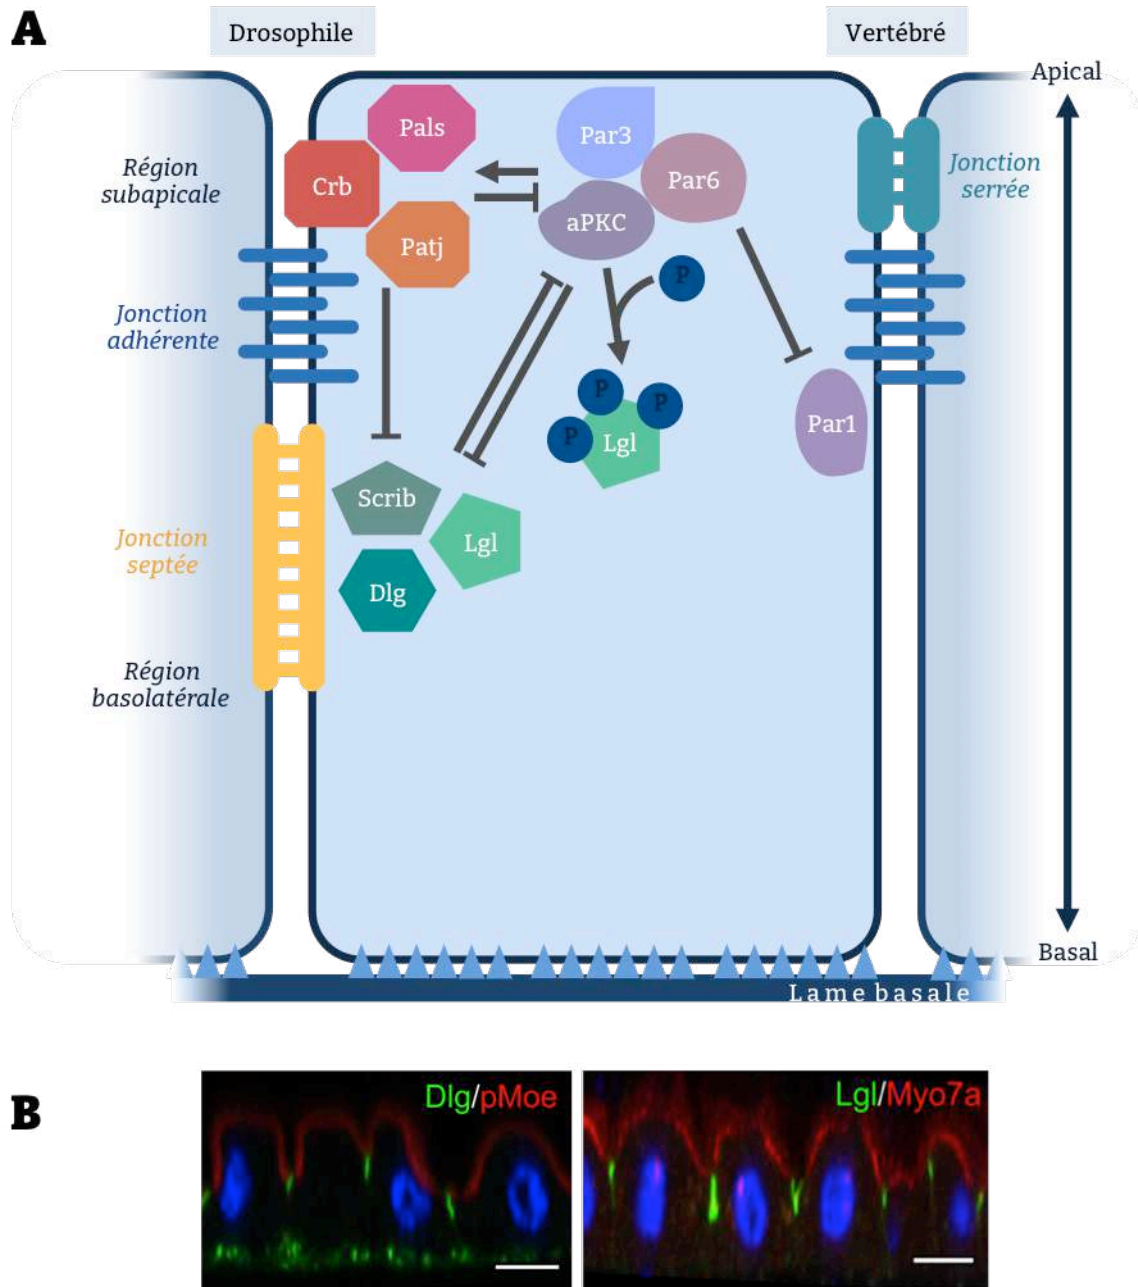 A
Drosophile
Vertébré
Apical
Pals
Par3
Région
subapicale
Crb
Par6
Jonction
serrée
aPKC
Patj
P
Jonction
adhérente
P
P
P
Lgl
Par1
Scrib
Lgl
Jonction
septée
Dlg
Région
basolatérale
Basal
Lame basale
B
Dlg/pMoe
Lgl/Myo7a